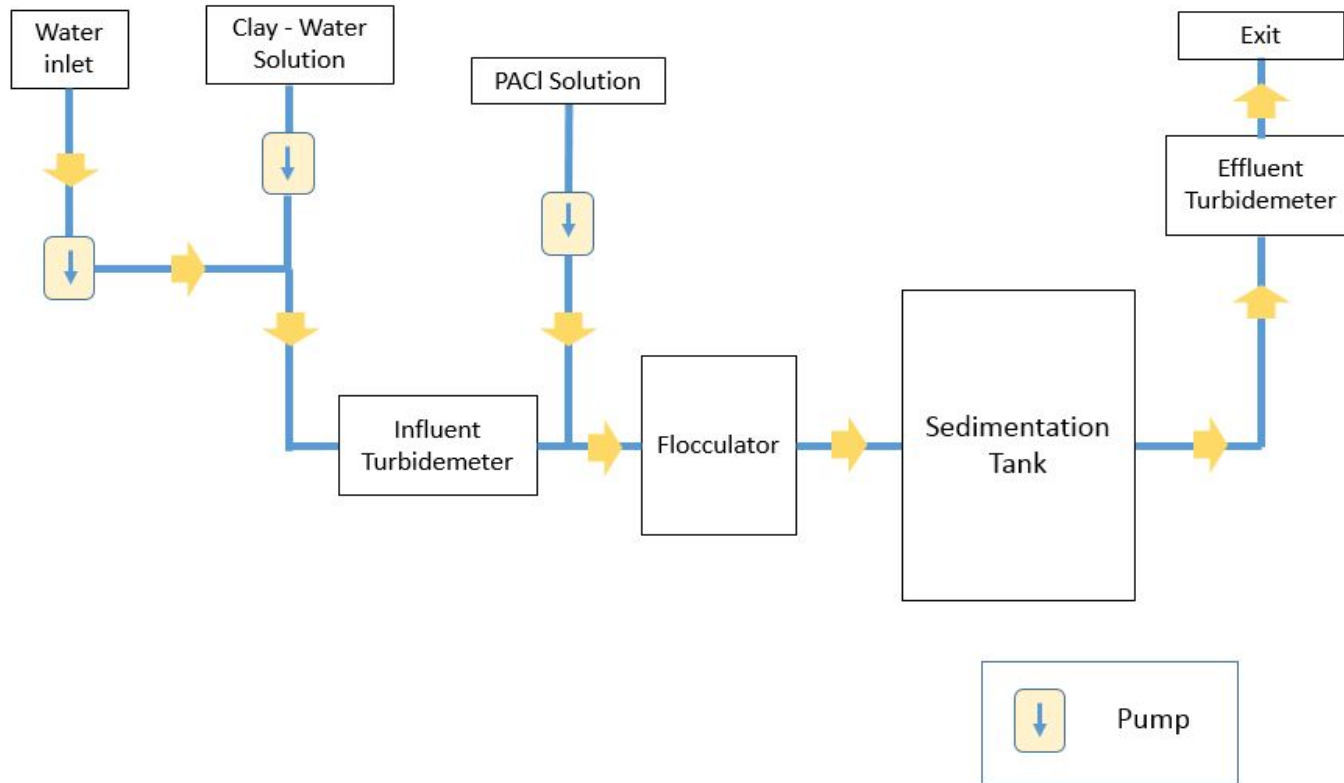 Water
inlet
Clay - Water
Solution
PACl Solution
Exit
Effluent
Turbidemeter
Influent
Turbidemeter
Flocculator
Sedimentation
Tank
Pump